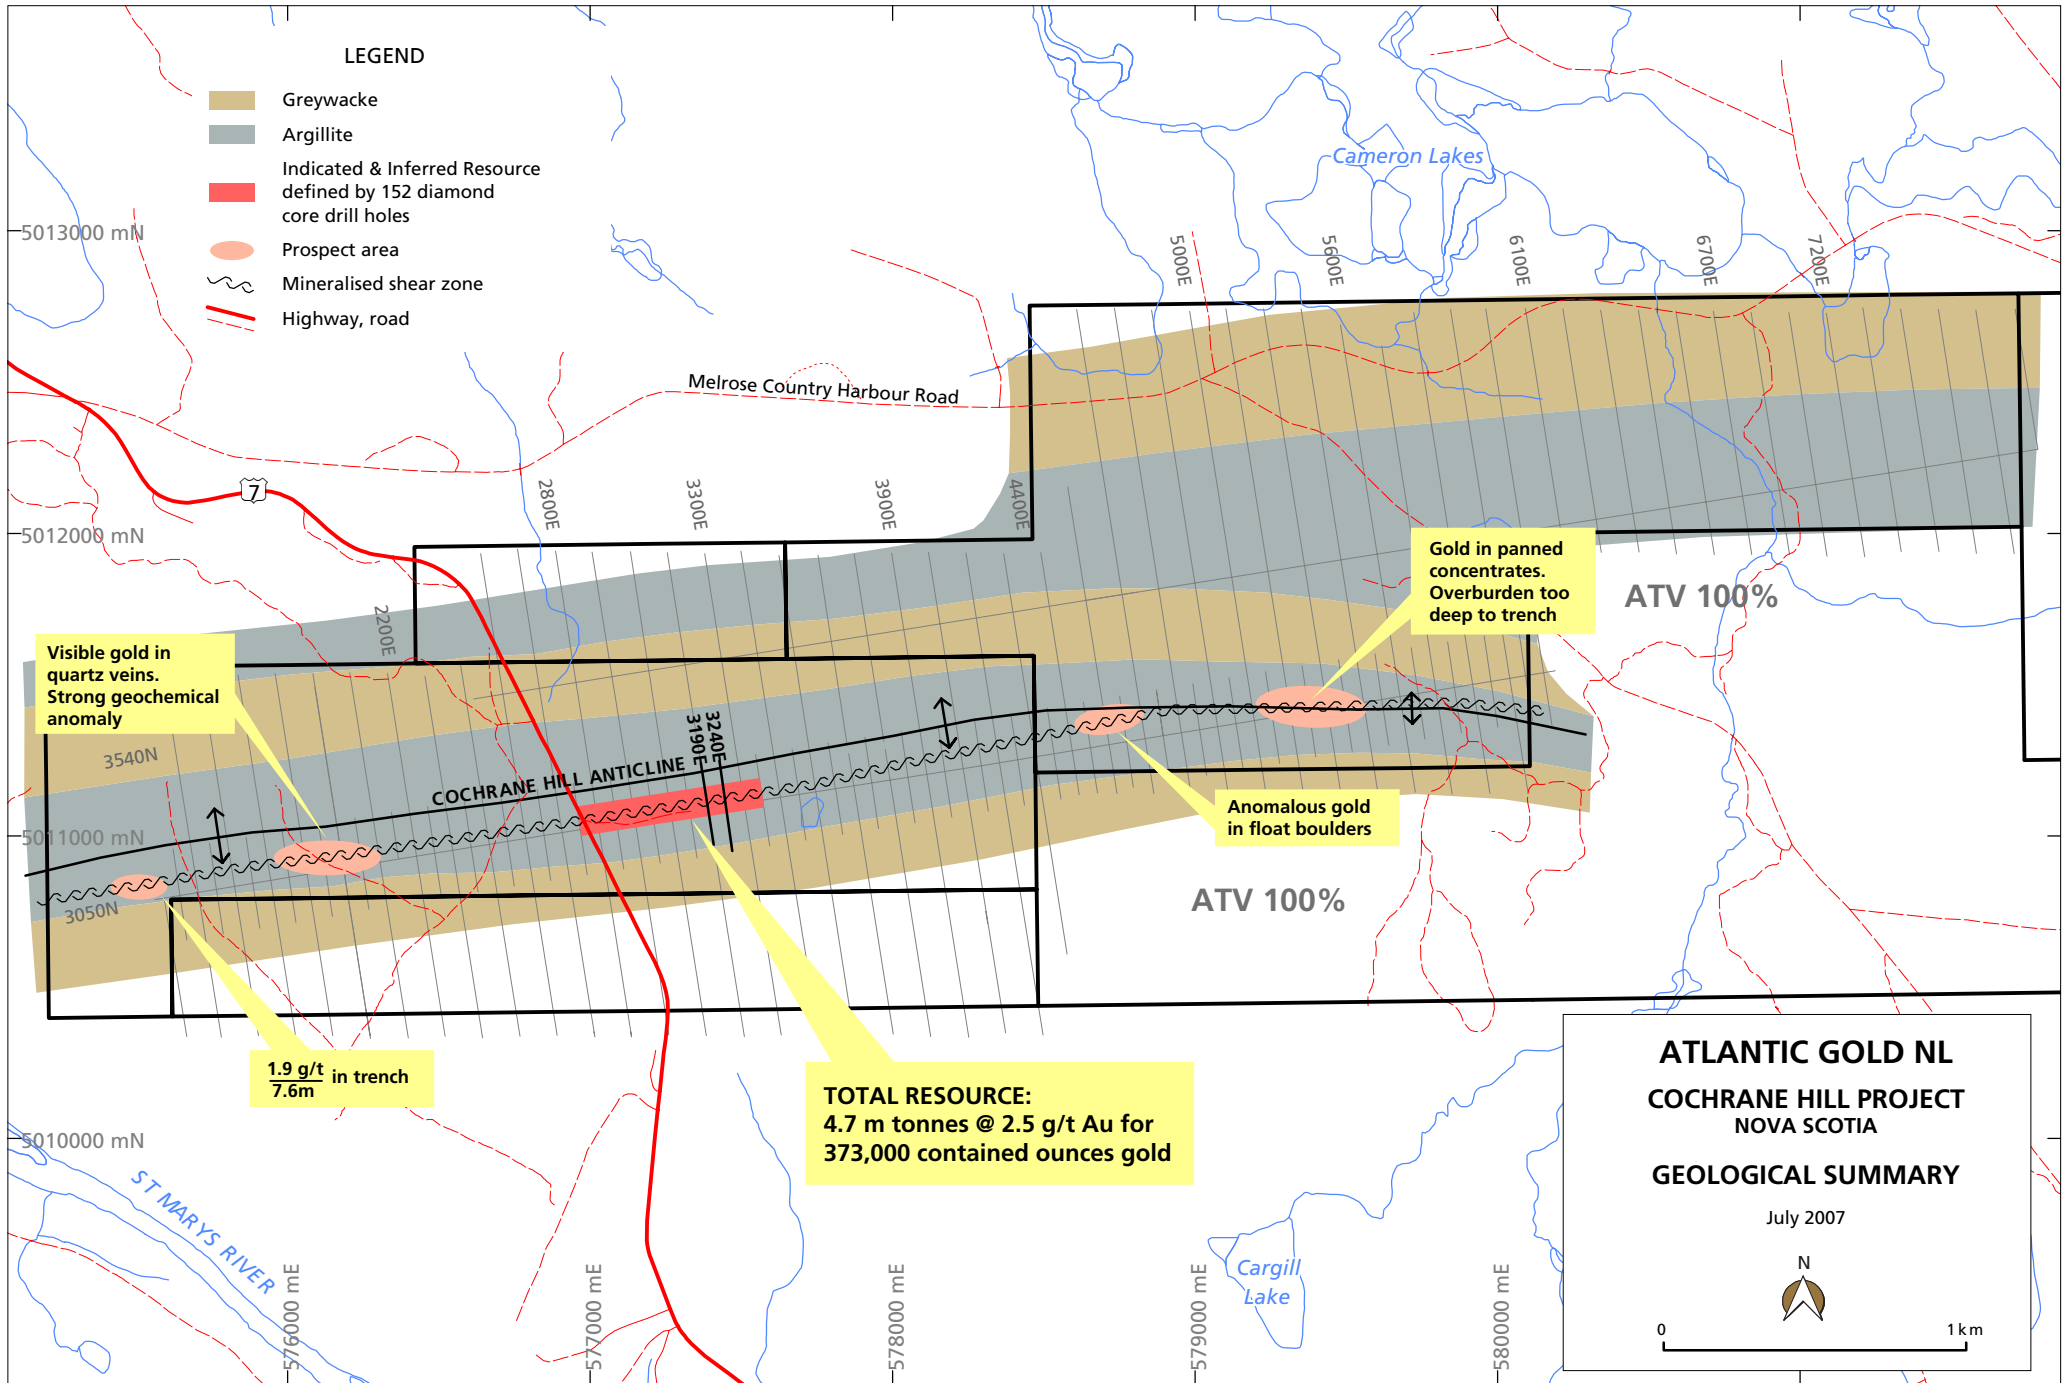 LEGEND
Greywacke
Argillite
Indicated & Inferred Resource
defined by 152 diamond
core drill holes
Prospect area
Mineralised shear zone
Highway, road
Cameron Lakes
5013000 mN
5000E
5600E
6100E
6700E
7200E
Melrose Country Harbour Road
7
2800E
3300E
3900E
4400E
5012000 mN
Gold in panned
concentrates.
Overburden too
deep to trench
ATV 100%
2200E
Visible gold in
quartz veins.
Strong geochemical
anomaly
3540N
3190E
3240E
COCHRANE HILL ANTICLINE
5011000 mN
Anomalous gold
in float boulders
3050N
ATV 100%
1.9 g/t
7.6m
in trench
TOTAL RESOURCE:
4.7 m tonnes @ 2.5 g/t Au for
373,000 contained ounces gold
5010000 mN
ST MARYS RIVER
Cargill
Lake
576000 mE
577000 mE
578000 mE
579000 mE
580000 mE
ATLANTIC GOLD NL
COCHRANE HILL PROJECT
NOVA SCOTIA
GEOLOGICAL SUMMARY
July 2007
N
0
1 km